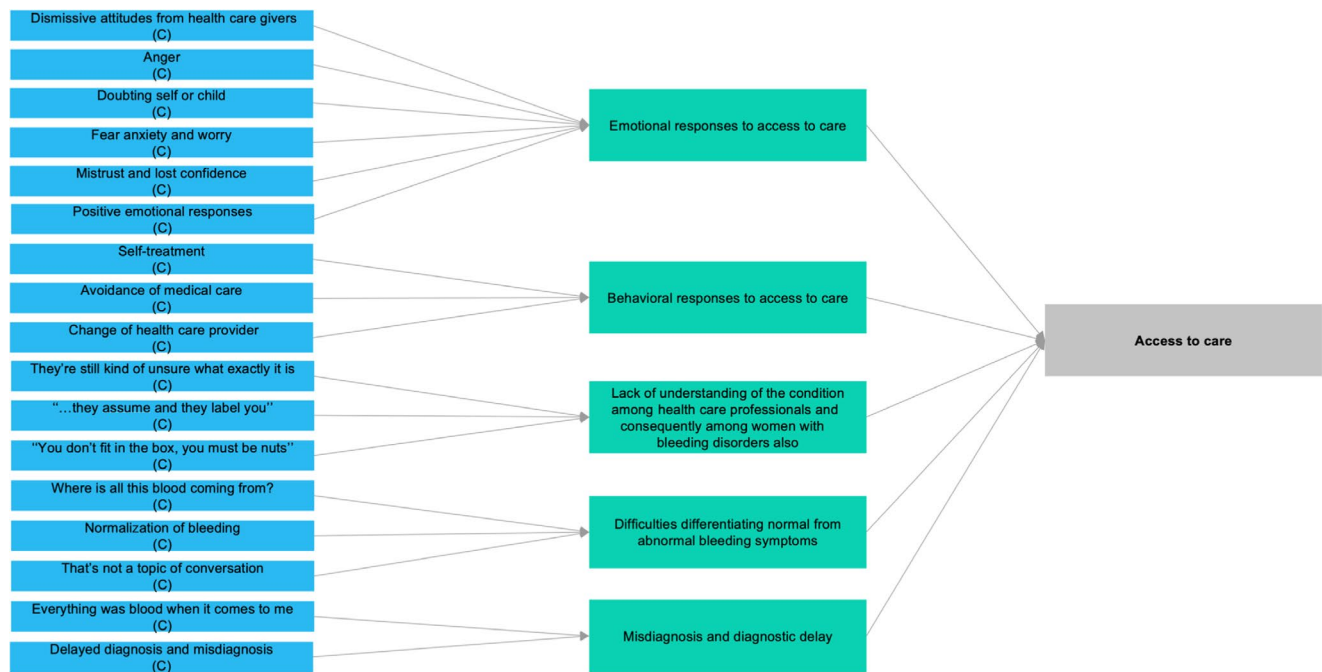 Dismissive attitudes from health care givers
(C)
Anger
(C)
Doubting self or child
(C)
Fear anxiety and worry
(C)
Mistrust and lost confidence
(C)
Positive emotional responses
(C)
Self-treatment
(C)
Avoidance of medical care
(C)
Change of health care provider
(C)
They’re still kind of unsure what exactly it is
(C)
“…they assume and they label you”
(C)
“You don’t fit in the box, you must be nuts”
(C)
Where is all this blood coming from?
(C)
Normalization of bleeding
(C)
That’s not a topic of conversation
(C)
Everything was blood when it comes to me
(C)
Delayed diagnosis and misdiagnosis
(C)
Emotional responses to access to care
Behavioral responses to access to care
Lack of understanding of the condition
among health care professionals and
consequently among women with
bleeding disorders also
Difficulties differentiating normal from
abnormal bleeding symptoms
Misdiagnosis and diagnostic delay
Access to care